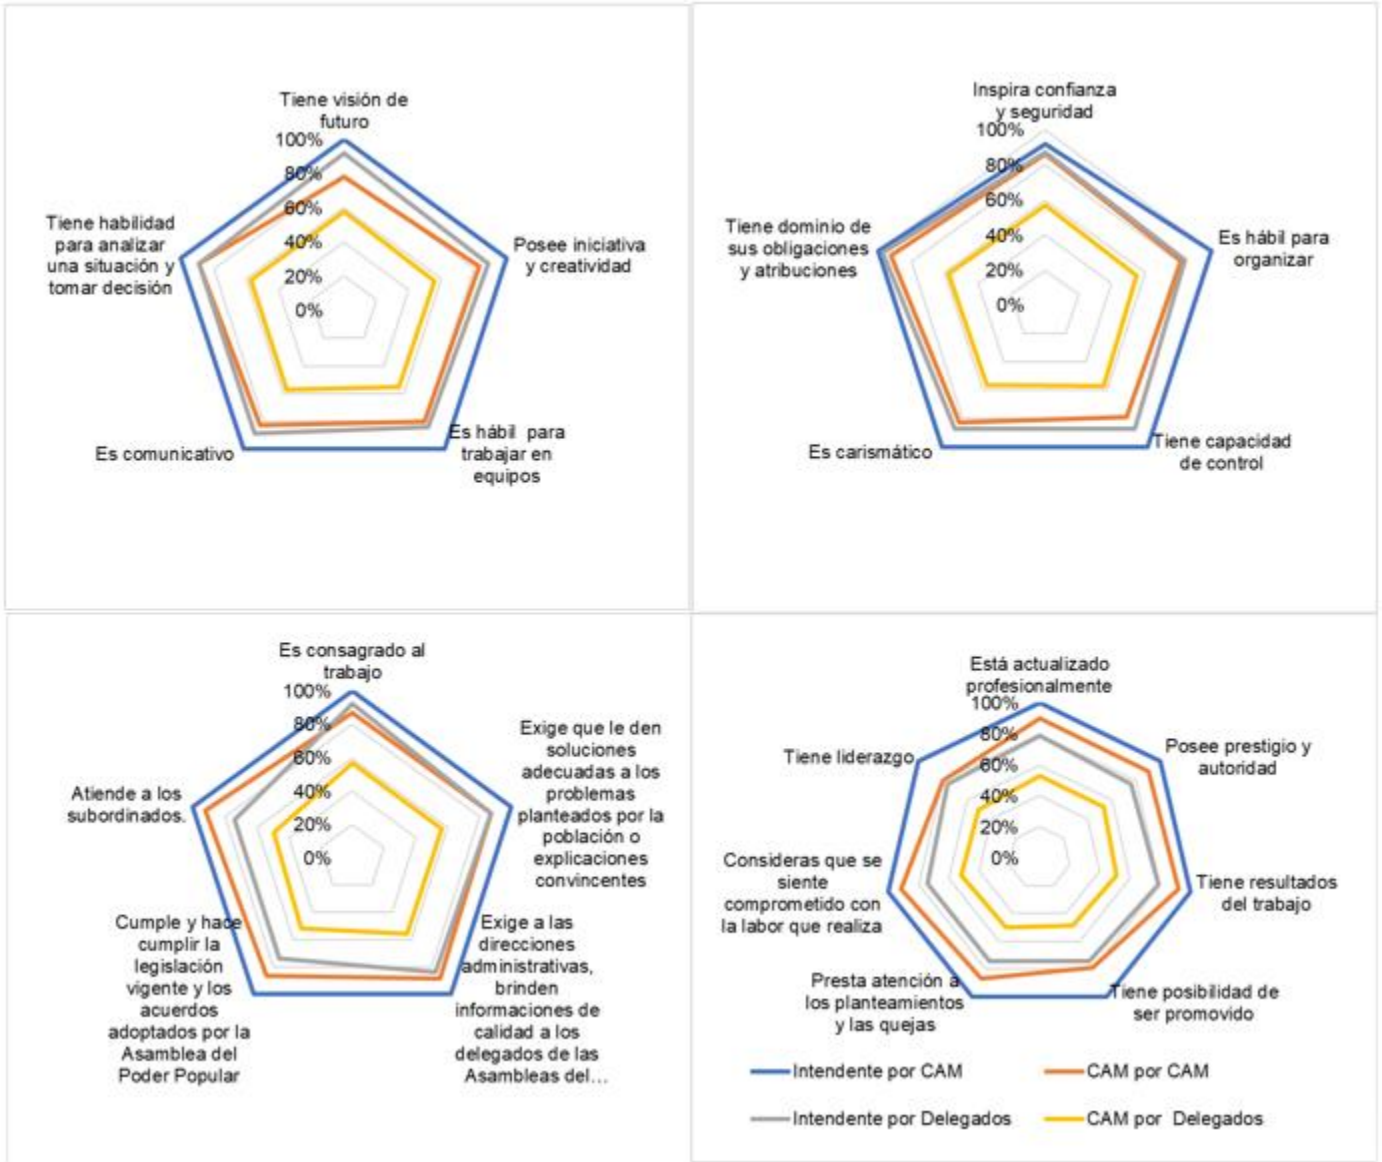 Tiene visión de
futuro
100%
80%
60%
40%
20%
0%
Posee iniciativa
y creatividad
Es hábil  para
trabajar en
equipos
Es comunicativo
Tiene habilidad
para analizar
una situación y
tomar decisión
Inspira confianza
y seguridad
100%
80%
60%
40%
20%
0%
Es hábil para
organizar
Tiene capacidad
de control
Es carismático
Tiene dominio de
sus obligaciones
y atribuciones
Es consagrado al
trabajo
100%
80%
60%
40%
20%
0%
Exige que le den
soluciones
adecuadas a los
problemas
planteados por la
población o
explicaciones
convincentes
Exige a las
direcciones
administrativas,
brinden
informaciones de
calidad a los
delegados de las
Asambleas del…
Cumple y hace
cumplir la
legislación
vigente y los
acuerdos
adoptados por la
Asamblea del
Poder Popular
Atiende a los
subordinados.
Está actualizado
profesionalmente
100%
80%
60%
40%
20%
0%
Posee prestigio y
autoridad
Tiene resultados
del trabajo
Tiene posibilidad de
ser promovido
Presta atención a
los planteamientos
y las quejas
Consideras que se
siente
comprometido con
la labor que realiza
Tiene liderazgo
Intendente por CAM
CAM por CAM
Intendente por Delegados
CAM por  Delegados